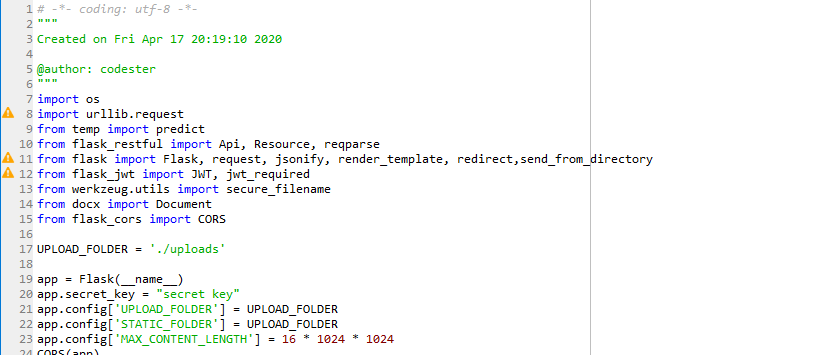 1 # -*- coding: utf-8 -*-
2 """
3 Created on Fri Apr 17 20:19:10 2020
4
5 @author: codester
6 """
7 import os
8 import urllib.request
9 from temp import predict
10 from flask_restful import Api, Resource, reqparse
11 from flask import Flask, request, jsonify, render_template, redirect,send_from_directory
12 from flask_jwt import JWT, jwt_required
13 from werkzeug.utils import secure_filename
14 from docx import Document
15 from flask_cors import CORS
16
17 UPLOAD_FOLDER = './uploads'
18
19 app = Flask(__name__)
20 app.secret_key = "secret key"
21 app.config['UPLOAD_FOLDER'] = UPLOAD_FOLDER
22 app.config['STATIC_FOLDER'] = UPLOAD_FOLDER
23 app.config['MAX_CONTENT_LENGTH'] = 16 * 1024 * 1024
24 CORS(app)